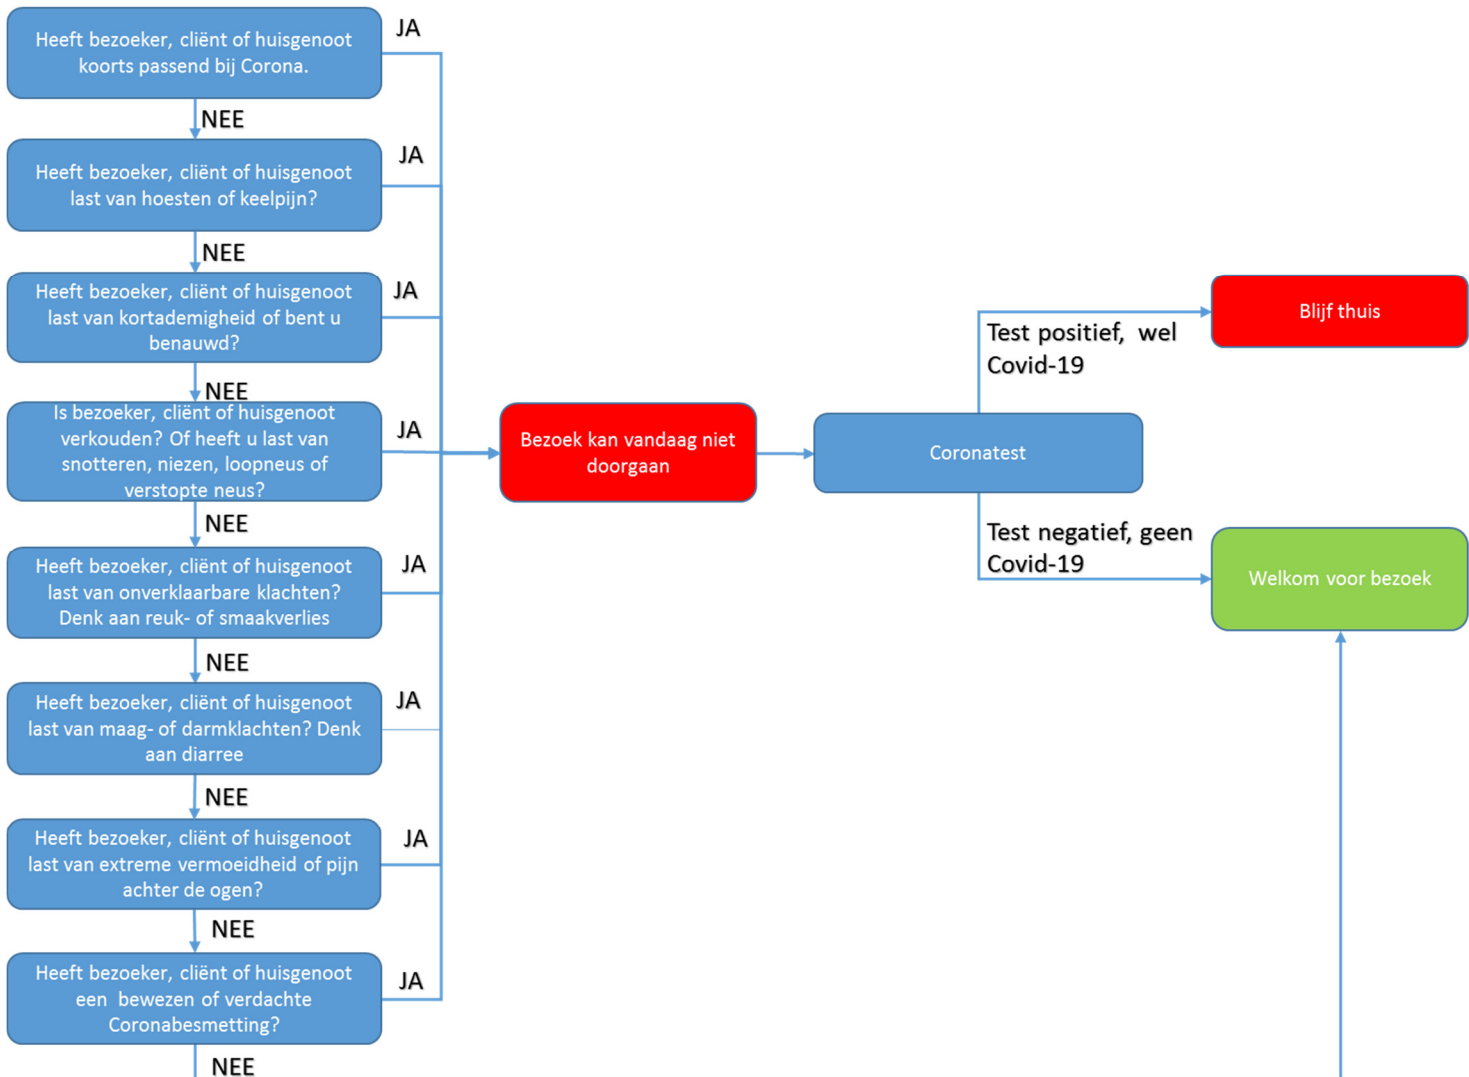 Heeft bezoeker, cliënt of huisgenoot
koorts passend bij Corona.
JA
NEE
Heeft bezoeker, cliënt of huisgenoot
last van hoesten of keelpijn?
JA
NEE
Heeft bezoeker, cliënt of huisgenoot
last van kortademigheid of bent u
benauwd?
JA
NEE
Is bezoeker, cliënt of huisgenoot
verkouden? Of heeft u last van
snotteren, niezen, loopneus of
verstopte neus?
JA
NEE
Heeft bezoeker, cliënt of huisgenoot
last van onverklaarbare klachten?
Denk aan reuk- of smaakverlies
JA
NEE
Heeft bezoeker, cliënt of huisgenoot
last van maag- of darmklachten? Denk
aan diarree
JA
NEE
Heeft bezoeker, cliënt of huisgenoot
last van extreme vermoeidheid of pijn
achter de ogen?
JA
NEE
Heeft bezoeker, cliënt of huisgenoot
een bewezen of verdachte
Coronabesmetting?
JA
NEE
Bezoek kan vandaag niet
doorgaan
Coronatest
Test positief, wel
Covid-19
Blijf thuis
Test negatief, geen
Covid-19
Welkom voor bezoek